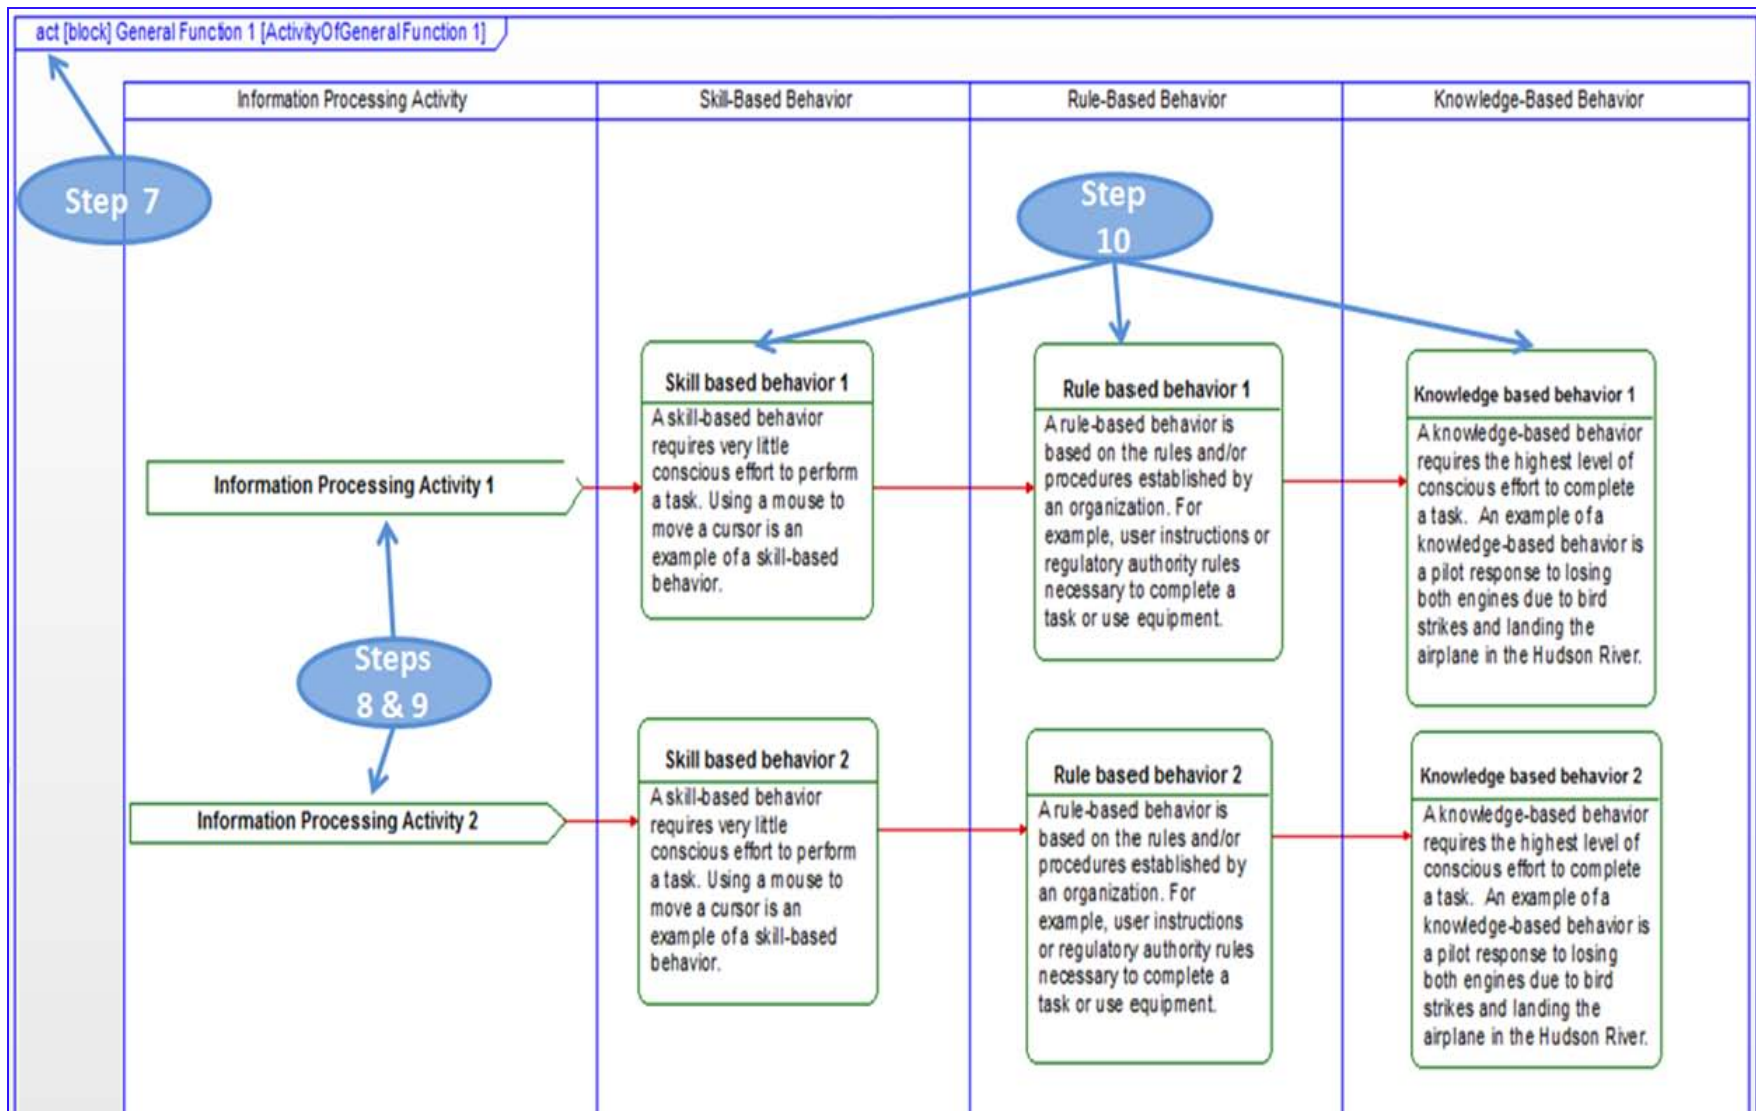 act [block] General Function 1 [ActivityOfGeneralFunction 1]
Information Processing Activity
Skill-Based Behavior
Rule-Based Behavior
Knowledge-Based Behavior
Step 7
Step
10
Skill based behavior 1
A skill-based behavior
requires very little
conscious effort to perform
a task. Using a mouse to
move a cursor is an
example of a skill-based
behavior.
Rule based behavior 1
A rule-based behavior is
based on the rules and/or
procedures established by
an organization. For
example, user instructions or
regulatory authority rules
necessary to complete a
task or use equipment.
Knowledge based behavior 1
A knowledge-based behavior
requires the highest level of
conscious effort to complete
a task. An example of a
knowledge-based behavior is
a pilot response to losing
both engines due to bird
strikes and landing the
airplane in the Hudson River.
Information Processing Activity 1
Steps
8 & 9
Information Processing Activity 2
Skill based behavior 2
A skill-based behavior
requires very little
conscious effort to perform
a task. Using a mouse to
move a cursor is an
example of a skill-based
behavior.
Rule based behavior 2
A rule-based behavior is
based on the rules and/or
procedures established by
an organization. For
example, user instructions
or regulatory authority rules
necessary to complete a
task or use equipment.
Knowledge based behavior 2
A knowledge-based behavior
requires the highest level of
conscious effort to complete
a task. An example of a
knowledge-based behavior is
a pilot response to losing
both engines due to bird
strikes and landing the
airplane in the Hudson River.